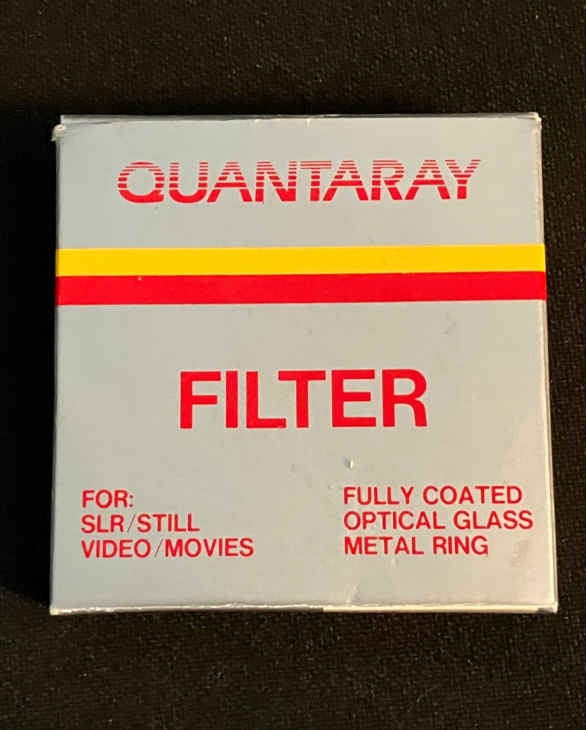 QUANTARAY
FILTER
FOR:
SLR/STILL
VIDEO/MOVIES
FULLY COATED
OPTICAL GLASS
METAL RING